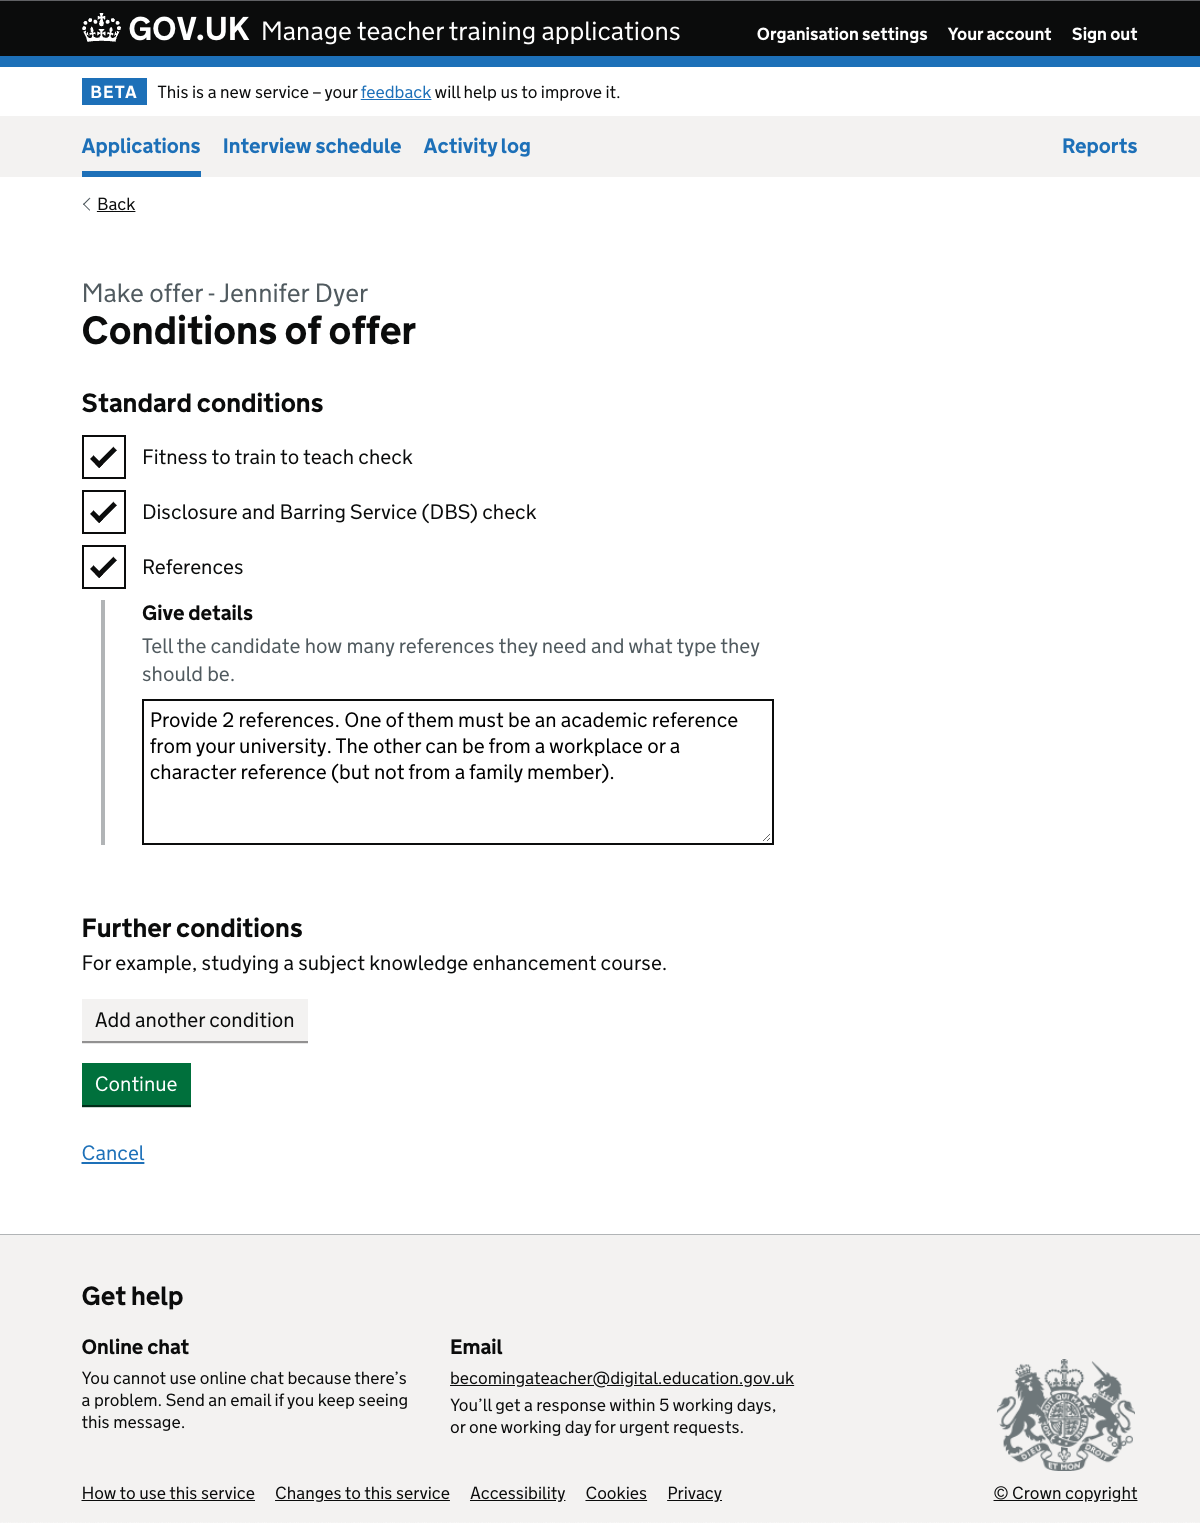 GOV.UK Manage teacher training applications Organisation settings Your account Sign out
BETA This is a new service – your feedback will help us to improve it.
Applications Interview schedule Activity log Reports
Back
Make offer - Jennifer Dyer
Conditions of offer
Standard conditions
Fitness to train to teach check
Disclosure and Barring Service (DBS) check
References
Give details
Tell the candidate how many references they need and what type they
should be.
Provide 2 references. One of them must be an academic reference
from your university. The other can be from a workplace or a
character reference (but not from a family member).
Further conditions
For example, studying a subject knowledge enhancement course.
Add another condition
Continue
Cancel
Get help
Online chat
You cannot use online chat because there’s
a problem. Send an email if you keep seeing
this message.
Email
becomingateacher@digital.education.gov.uk
You’ll get a response within 5 working days,
or one working day for urgent requests.
DIEU ET MON DROIT
How to use this service Changes to this service Accessibility Cookies Privacy © Crown copyright